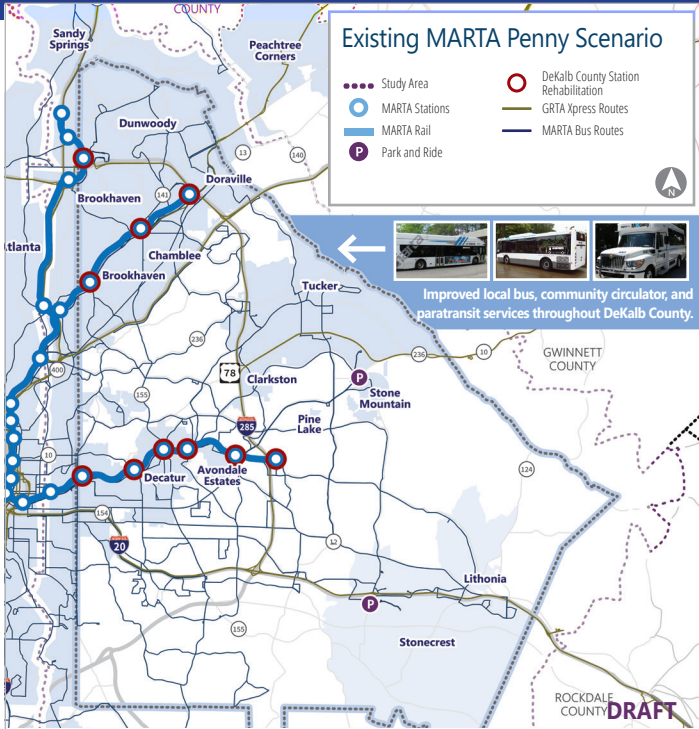 COUNTY
Sandy
Springs
Peachtree
Corners
Existing MARTA Penny Scenario
Study Area
MARTA Stations
MARTA Rail
P
Park and Ride
DeKalb County Station
Rehabilitation
GRTA Xpress Routes
MARTA Bus Routes
N
Dunwoody
13
140
Doraville
141
Brookhaven
tlanta
Chamblee
Brookhaven
Tucker
Improved local bus, community circulator, and
paratransit services throughout DeKalb County.
236
236
10
GWINNETT
COUNTY
400
78
Clarkston
P
Stone
Mountain
155
285
Pine
Lake
10
Decatur
Avondale
Estates
124
154
20
12
Lithonia
P
155
Stonecrest
ROCKDALE
COUNTY
DRAFT